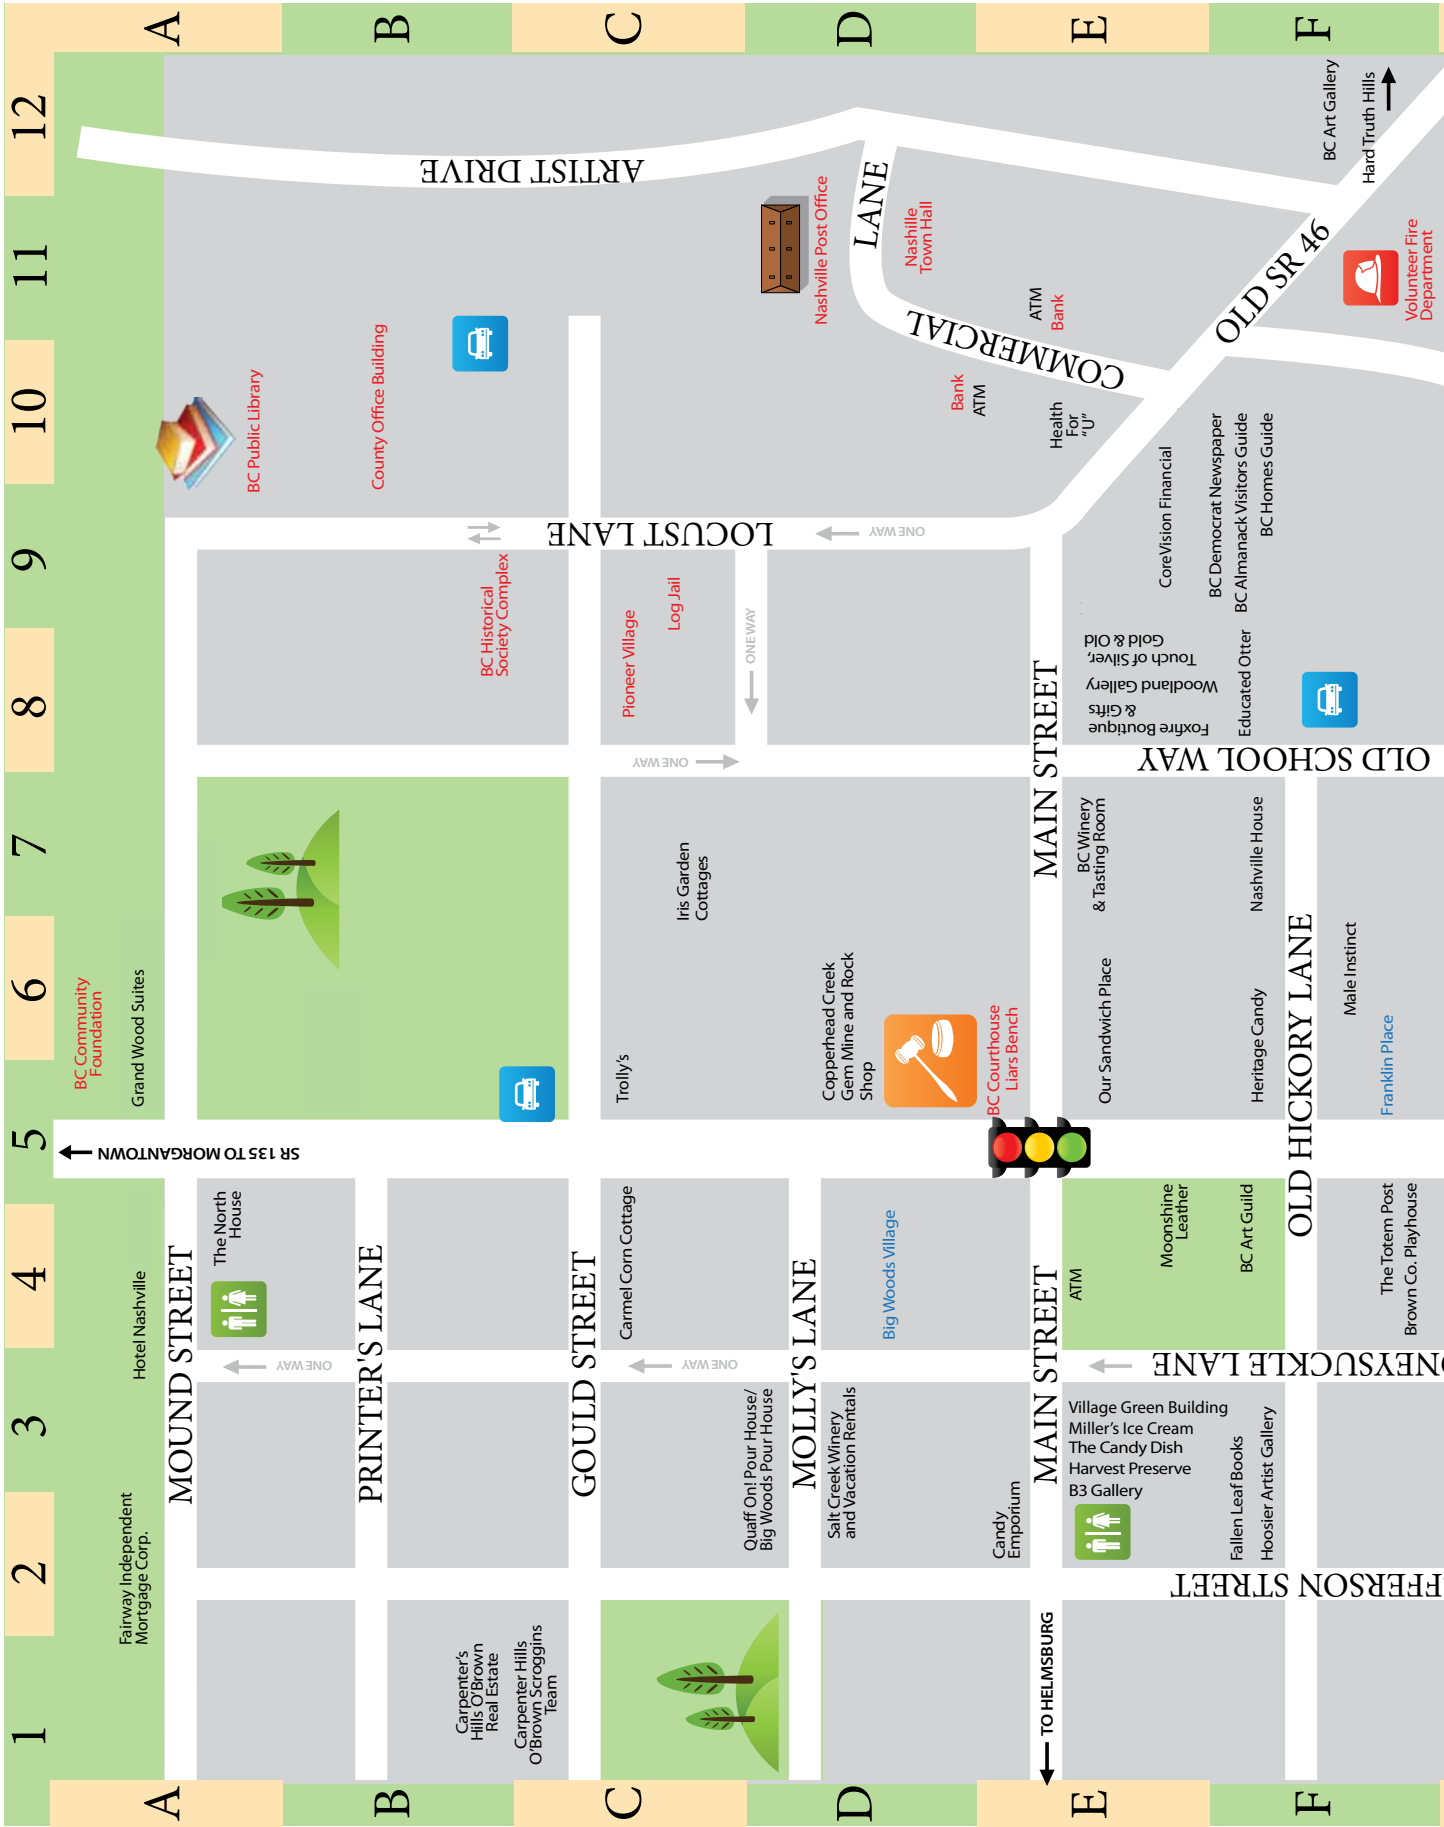 1
2
3
4
5
6
7
8
9
10
11
12
A
A
BC Community
Foundation
Grand Wood Suites
Hotel Nashville
Fairway Independent
Mortgage Corp.
MOUND STREET
SR 135 TO MORGANTOWN
The North
House
BC Public Library
B
B
PRINTER'S LANE
ONE WAY
County Office Building
ARTIST DRIVE
Carpenter's
Hills O'Brown
Real Estate
Carpenter Hills
O'Brown Scroggins
Team
BC Historical
Society Complex
C
C
GOULD STREET
LOCUST LANE
Carmel Corn Cottage
Trolly's
Pioneer Village
Log Jail
ONE WAY
ONE WAY
Iris Garden
Cottages
ONE WAY
Quaff On! Pour House/
Big Woods Pour House
MOLLY'S LANE
D
D
Salt Creek Winery
and Vacation Rentals
Copperhead Creek
Gem Mine and Rock
Shop
Nashville Post Office
Big Woods Village
ONE WAY
LANE
COMMERCIAL
Nashille
Town Hall
Bank
ATM
BC Courthouse
Liars Bench
Candy
Emporium
ATM
Bank
Health
For
"U"
TO HELMSBURG
MAIN STREET
MAIN STREET
MAIN STREET
E
E
ATM
Village Green Building
Miller's Ice Cream
The Candy Dish
Harvest Preserve
B3 Gallery
Our Sandwich Place
BC Winery
& Tasting Room
Foxfire Boutique
& Gifts
Woodland Gallery
Touch of Silver,
Gold & Old
Moonshine
Leather
CoreVision Financial
BC Democrat Newspaper
BC Almanack Visitors Guide
BC Homes Guide
Educated Otter
OLD SCHOOL WAY
OLD SR 46
NEYSUCKLE LANE
FFERSON STREET
Fallen Leaf Books
Hoosier Artist Gallery
BC Art Guild
Heritage Candy
Nashville House
OLD HICKORY LANE
F
F
Male Instinct
Franklin Place
The Totem Post
Brown Co. Playhouse
BC Art Gallery
Hard Truth Hills
Volunteer Fire
Department